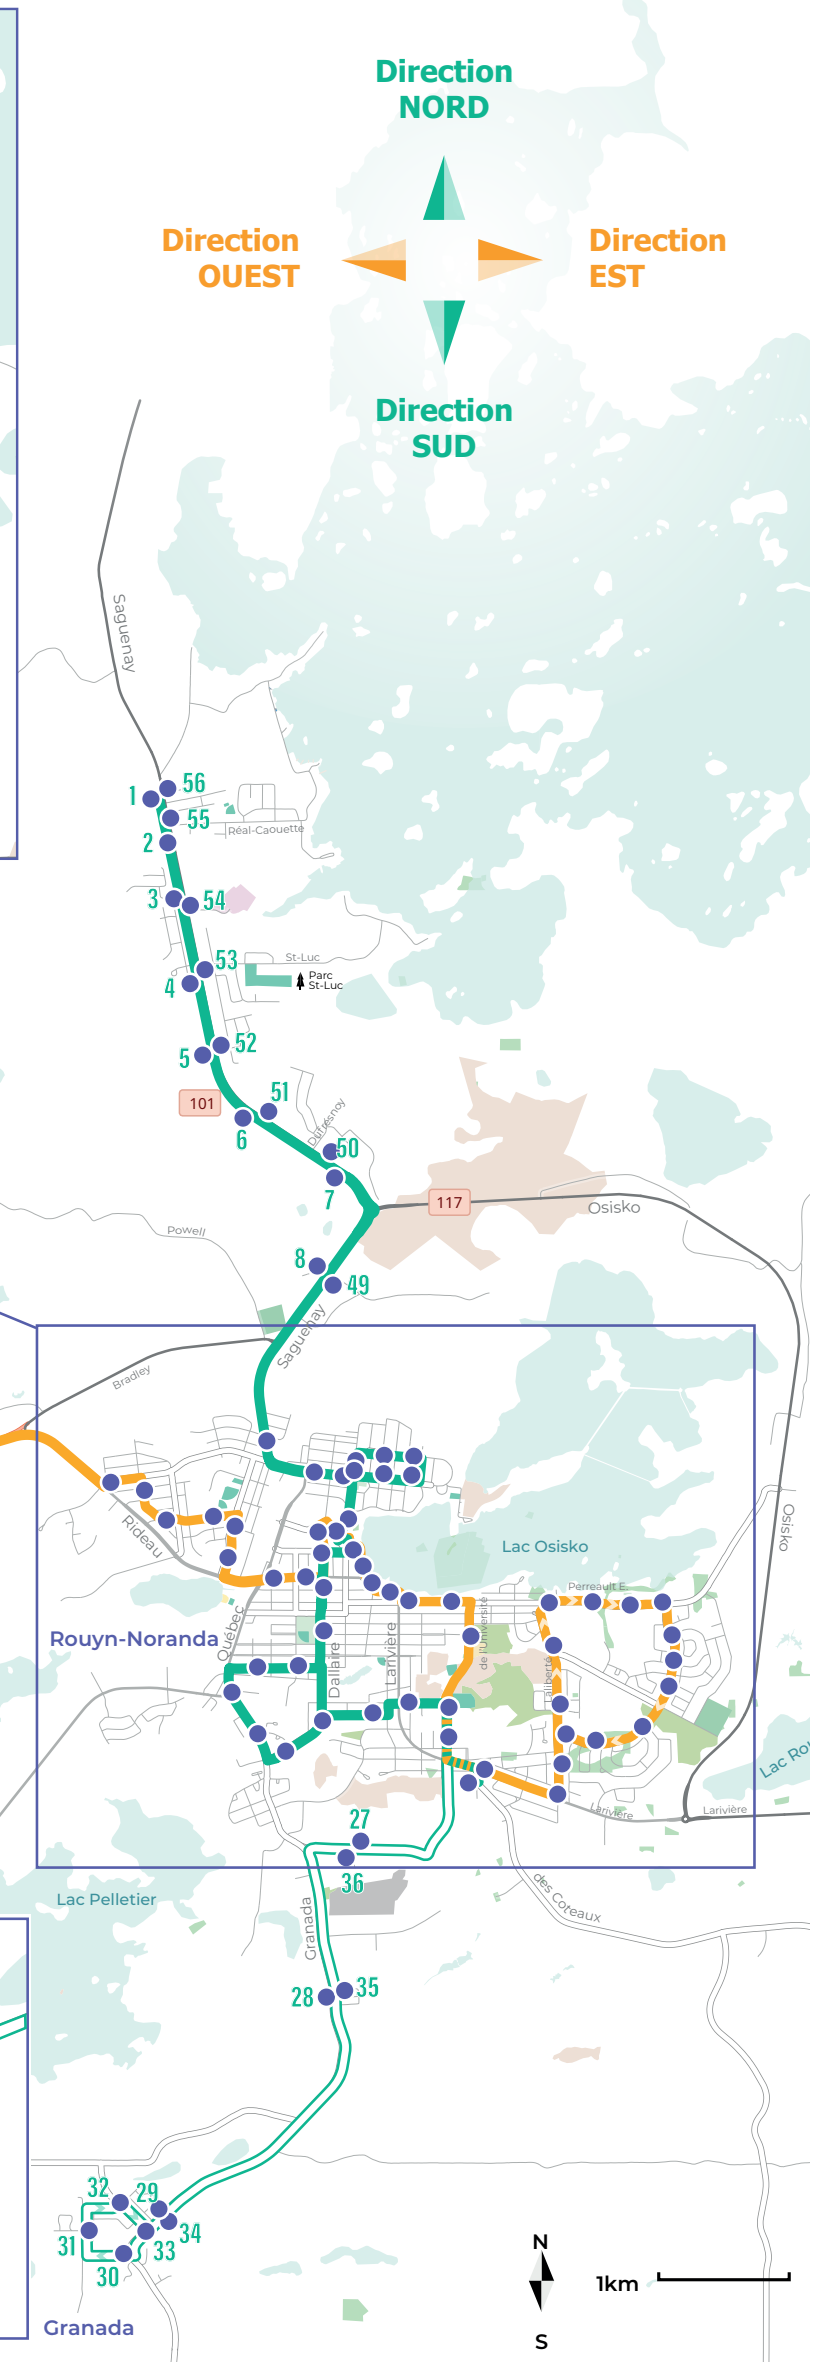 Direction
NORD
Direction
OUEST
Direction
EST
Direction
SUD
Saguenay
56
1
55
Réal-Caouette
2
3
54
53
St-Luc
Parc
St-Luc
4
52
5
51
101
Dufresnoy
6
50
7
117
Osisko
Powell
8
49
Saguenay
Bradley
Rideau
Osisko
Lac Osisko
Perreault E.
Québec
de l'Université
Rouyn-Noranda
Larivière
Dallaire
Laliberté
Lac Ro
Larivière
Larivière
27
36
des Coteaux
Lac Pelletier
Granada
28
35
32
29
34
31
33
30
Granada
N
1km
S